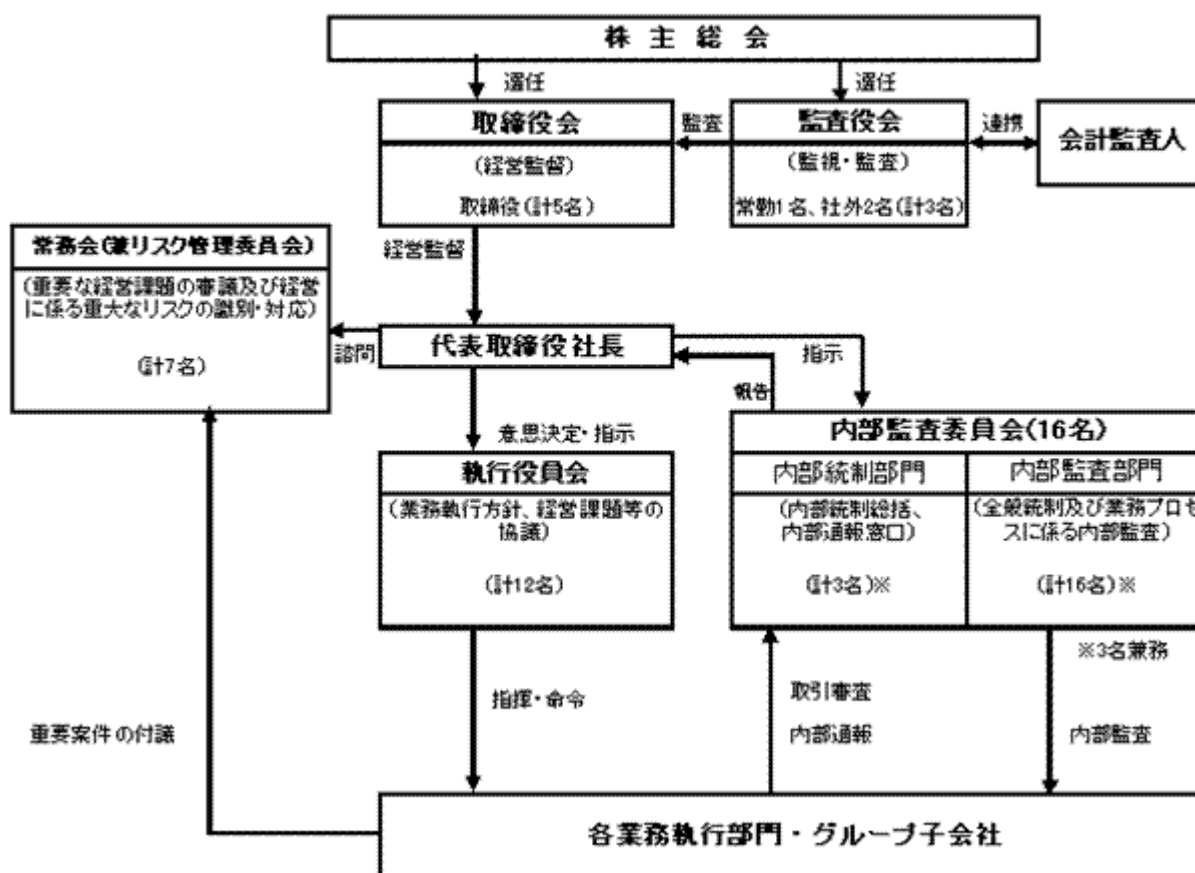 株 主 総 会
選任
選任
取締役会
(経営監督)
取締役(計5名)
監査
監査役会
(監視・監査)
常勤1名、社外2名(計3名)
連携
会計監査人
経営監督
常務会(兼リスク管理委員会)
(重要な経営課題の審議及び経営
に係る重大なリスクの識別・対応)
(計7名)
諮問
代表取締役社長
指示
報告
意思決定・指示
執行役員会
(業務執行方針、経営課題等の
協議)
(計12名)
内部監査委員会(16名)
内部統制部門
(内部統制総括、
内部通報窓口)
(計3名)※
内部監査部門
(全般統制及び業務プロセ
スに係る内部監査)
(計16名)※
※3名兼務
指揮・命令
取引審査
内部通報
内部監査
重要案件の付議
各業務執行部門・グループ子会社